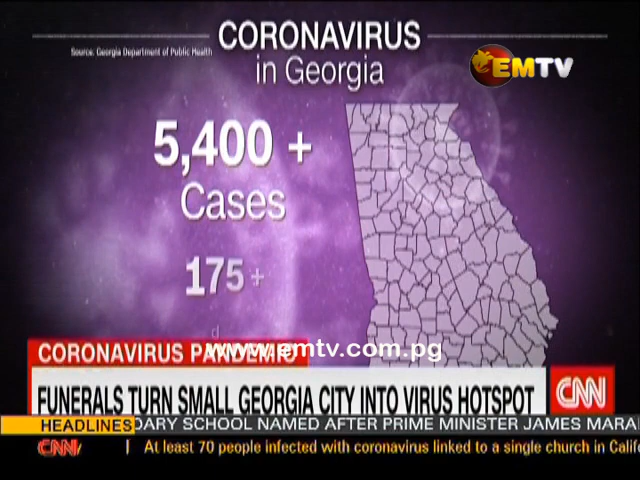 CORONAVIRUS
in Georgia
Source: Georgia Department of Public Health
EMTV
5,400 +
Cases
175 +
d
CORONAVIRUS PANDEMIC
www.emtv.com.pg
FUNERALS TURN SMALL GEORGIA CITY INTO VIRUS HOTSPOT
CNN
HEADLINES
DARY SCHOOL NAMED AFTER PRIME MINISTER JAMES MARA
CNN
At least 70 people infected with coronavirus linked to a single church in Calif